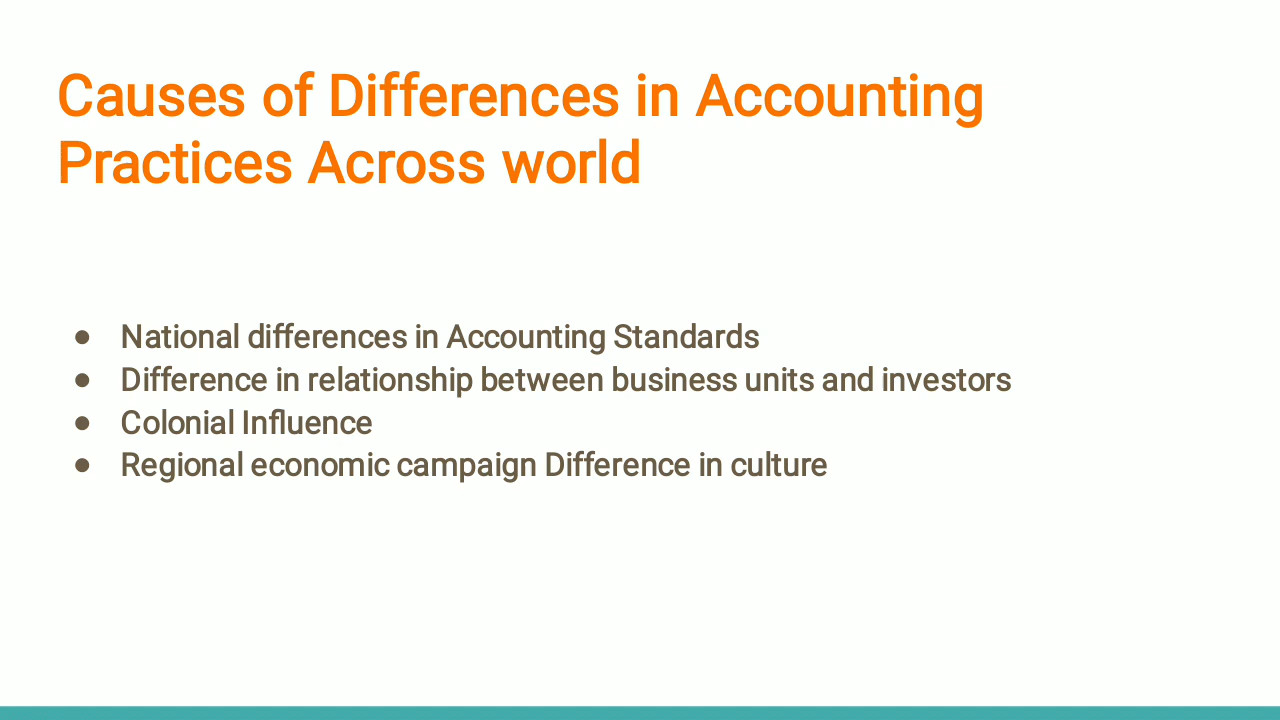 Causes of Differences in Accounting
Practices Across world
● National differences in Accounting Standards
● Difference in relationship between business units and investors
● Colonial Influence
● Regional economic campaign Difference in culture